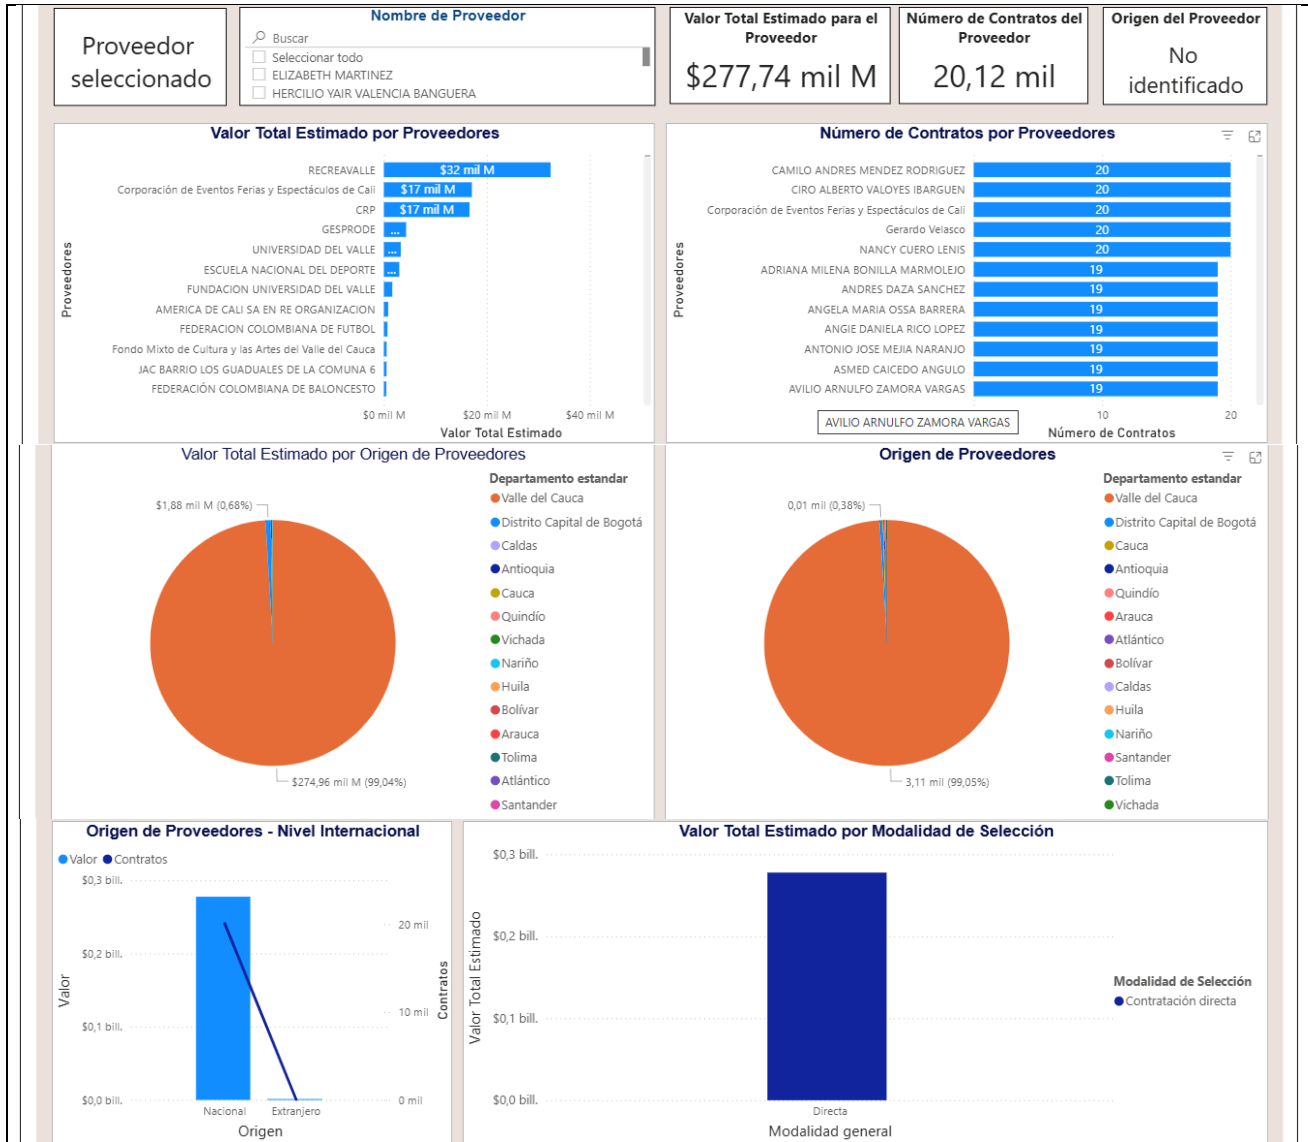 Proveedor
seleccionado
Nombre de Proveedor
Buscar
Seleccionar todo
ELIZABETH MARTINEZ
HERCILIO YAIR VALENCIA BANGUERA
Valor Total Estimado para el
Proveedor
$277,74 mil M
Número de Contratos del
Proveedor
20,12 mil
Origen del Proveedor
No
identificado
Valor Total Estimado por Proveedores
Proveedores
RECREAVALLE
$32 mil M
Corporación de Eventos Ferias y Espectáculos de Cali
$17 mil M
CRP
$17 mil M
GESPRODE
...
UNIVERSIDAD DEL VALLE
...
ESCUELA NACIONAL DEL DEPORTE
...
FUNDACION UNIVERSIDAD DEL VALLE
AMERICA DE CALI SA EN RE ORGANIZACION
FEDERACION COLOMBIANA DE FUTBOL
Fondo Mixto de Cultura y las Artes del Valle del Cauca
JAC BARRIO LOS GUADUALES DE LA COMUNA 6
FEDERACIÓN COLOMBIANA DE BALONCESTO
$0 mil M
$20 mil M
$40 mil M
Valor Total Estimado
Número de Contratos por Proveedores
Proveedores
CAMILO ANDRES MENDEZ RODRIGUEZ
20
CIRO ALBERTO VALOYES IBARGUEN
20
Corporación de Eventos Ferias y Espectáculos de Cali
20
Gerardo Velasco
20
NANCY CUERO LENIS
20
ADRIANA MILENA BONILLA MARMOLEJO
19
ANDRES DAZA SANCHEZ
19
ANGELA MARIA OSSA BARRERA
19
ANGIE DANIELA RICO LOPEZ
19
ANTONIO JOSE MEJIA NARANJO
19
ASMED CAICEDO ANGULO
19
AVILIO ARNULFO ZAMORA VARGAS
19
10
20
AVILIO ARNULFO ZAMORA VARGAS
Número de Contratos
Valor Total Estimado por Origen de Proveedores
$1,88 mil M (0,68%)
$274,96 mil M (99,04%)
Departamento estandar
Valle del Cauca
Distrito Capital de Bogotá
Caldas
Antioquia
Cauca
Quindío
Vichada
Nariño
Huila
Bolívar
Arauca
Tolima
Atlántico
Santander
Origen de Proveedores
0,01 mil (0,38%)
3,11 mil (99,05%)
Departamento estandar
Valle del Cauca
Distrito Capital de Bogotá
Cauca
Antioquia
Quindío
Arauca
Atlántico
Bolívar
Caldas
Huila
Nariño
Santander
Tolima
Vichada
Origen de Proveedores - Nivel Internacional
Valor
Contratos
$0,3 bill.
$0,2 bill.
$0,1 bill.
$0,0 bill.
Valor
20 mil
10 mil
0 mil
Contratos
Nacional
Extranjero
Origen
Valor Total Estimado por Modalidad de Selección
$0,3 bill.
$0,2 bill.
$0,1 bill.
$0,0 bill.
Valor Total Estimado
Directa
Modalidad general
Modalidad de Selección
Contratación directa